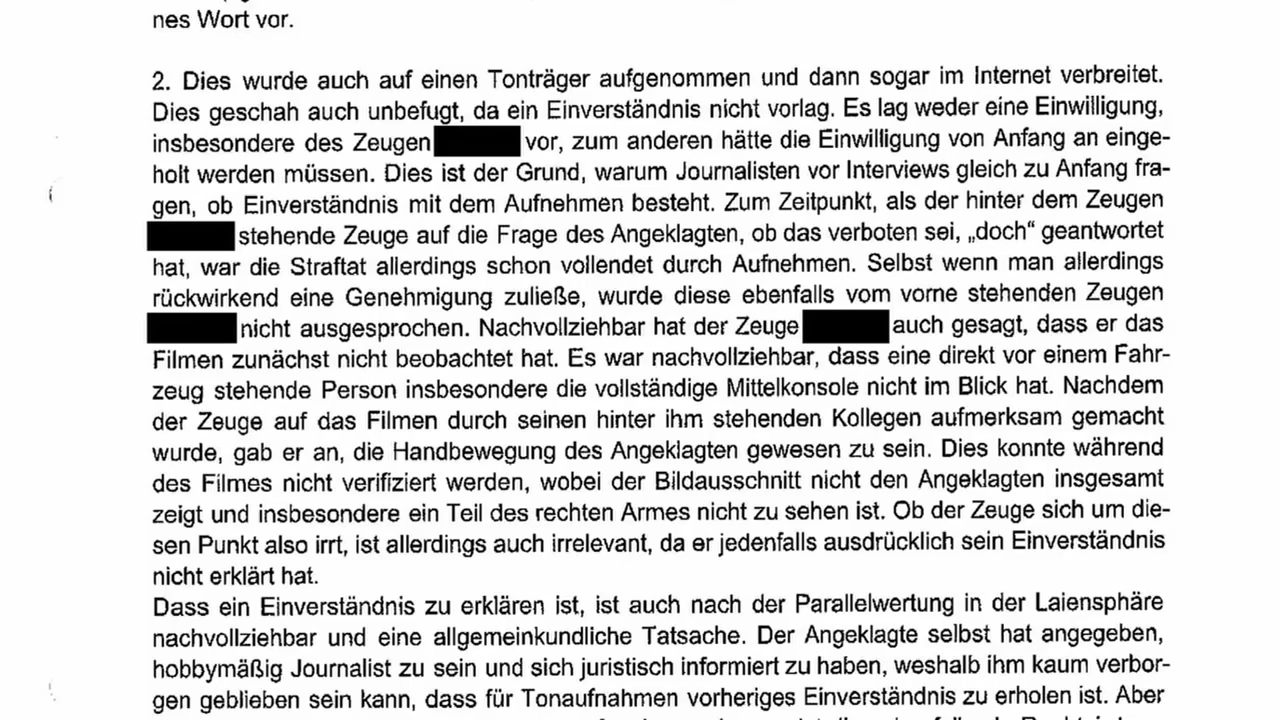 nes Wort vor.
2. Dies wurde auch auf einen Tonträger aufgenommen und dann sogar im Internet verbreitet.
Dies geschah auch unbefugt, da ein Einverständnis nicht vorlag. Es lag weder eine Einwilligung,
insbesondere des Zeugen vor, zum anderen hätte die Einwilligung von Anfang an einge-
holt werden müssen. Dies ist der Grund, warum Journalisten vor Interviews gleich zu Anfang fra-
gen, ob Einverständnis mit dem Aufnehmen besteht. Zum Zeitpunkt, als der hinter dem Zeugen
stehende Zeuge auf die Frage des Angeklagten, ob das verboten sei, „doch“ geantwortet
hat, war die Straftat allerdings schon vollendet durch Aufnehmen. Selbst wenn man allerdings
rückwirkend eine Genehmigung zuließe, wurde diese ebenfalls vom vorne stehenden Zeugen
nicht ausgesprochen. Nachvollziehbar hat der Zeuge auch gesagt, dass er das
Filmen zunächst nicht beobachtet hat. Es war nachvollziehbar, dass eine direkt vor einem Fahr-
zeug stehende Person insbesondere die vollständige Mittelkonsole nicht im Blick hat. Nachdem
der Zeuge auf das Filmen durch seinen hinter ihm stehenden Kollegen aufmerksam gemacht
wurde, gab er an, die Handbewegung des Angeklagten gewesen zu sein. Dies konnte während
des Filmes nicht verifiziert werden, wobei der Bildausschnitt nicht den Angeklagten insgesamt
zeigt und insbesondere ein Teil des rechten Armes nicht zu sehen ist. Ob der Zeuge sich um die-
sen Punkt also irrt, ist allerdings auch irrelevant, da er jedenfalls ausdrücklich sein Einverständnis
nicht erklärt hat.
Dass ein Einverständnis zu erklären ist, ist auch nach der Parallelwertung in der Laiensphäre
nachvollziehbar und eine allgemeinkundliche Tatsache. Der Angeklagte selbst hat angegeben,
hobbymäßig Journalist zu sein und sich juristisch informiert zu haben, weshalb ihm kaum verbor-
gen geblieben sein kann, dass für Tonaufnahmen vorheriges Einverständnis zu erholen ist. Aber